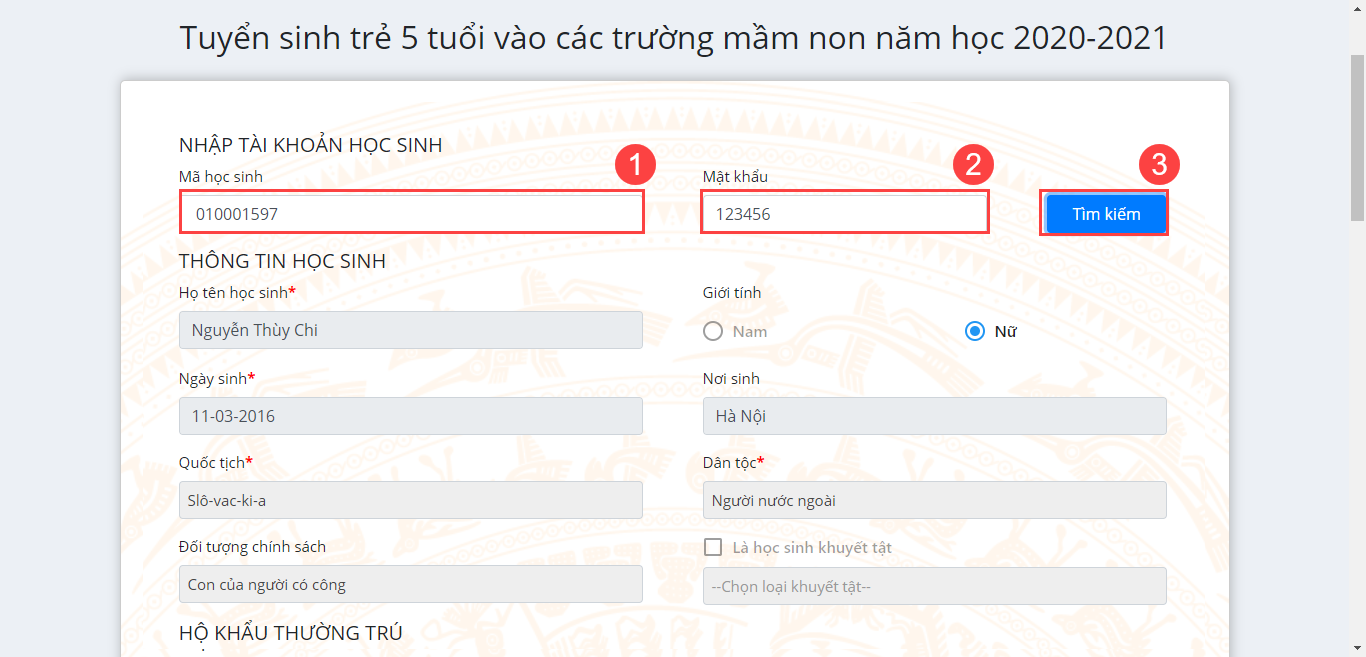 Tuyển sinh trẻ 5 tuổi vào các trường mầm non năm học 2020-2021
NHẬP TÀI KHOẢN HỌC SINH
1
2
3
Mã học sinh
Mật khẩu
010001597
123456
Tìm kiếm
THÔNG TIN HỌC SINH
Họ tên học sinh*
Giới tính
Nguyễn Thùy Chi
Nam
Nữ
Ngày sinh*
Nơi sinh
11-03-2016
Hà Nội
Quốc tịch*
Dân tộc*
Slô-vac-ki-a
Người nước ngoài
Đối tượng chính sách
Là học sinh khuyết tật
Con của người có công
--Chọn loại khuyết tật--
HỘ KHẨU THƯỜNG TRÚ